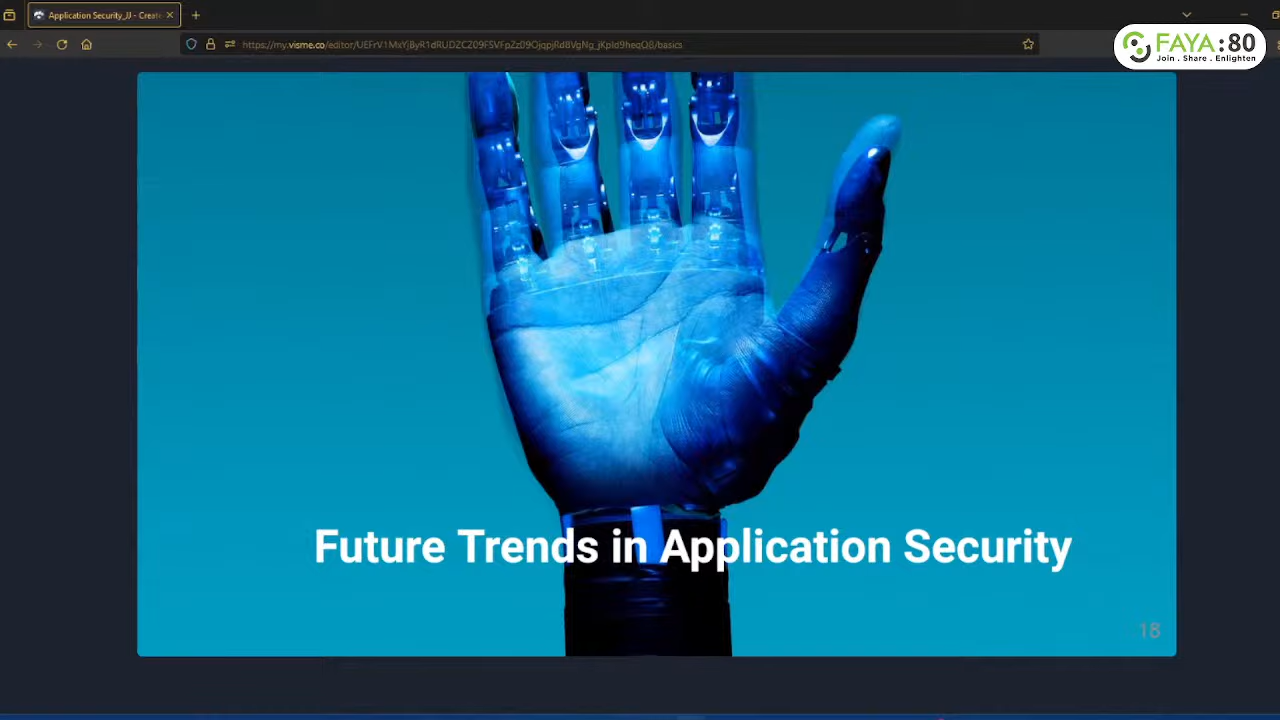 Application Security_JJ - Create
FAYA:80
Join . Share . Enlighten
Future Trends in Application Security
18